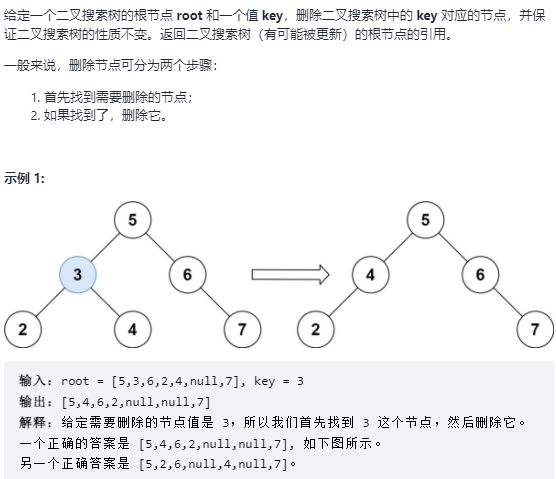 给定一个二叉搜索树的根节点 root 和一个值 key，删除二叉搜索树中的 key 对应的节点，并保
证二叉搜索树的性质不变。返回二叉搜索树（有可能被更新）的根节点的引用。
一般来说，删除节点可分为两个步骤：
1. 首先找到需要删除的节点；
2. 如果找到了，删除它。
示例 1:
5 5
3 6 4 6
2 4 7 2 7
输入：root = [5,3,6,2,4,null,7], key = 3
输出：[5,4,6,2,null,null,7]
解释：给定需要删除的节点值是 3，所以我们首先找到 3 这个节点，然后删除它。
一个正确的答案是 [5,4,6,2,null,null,7], 如下图所示。
另一个正确答案是 [5,2,6,null,4,null,7]。